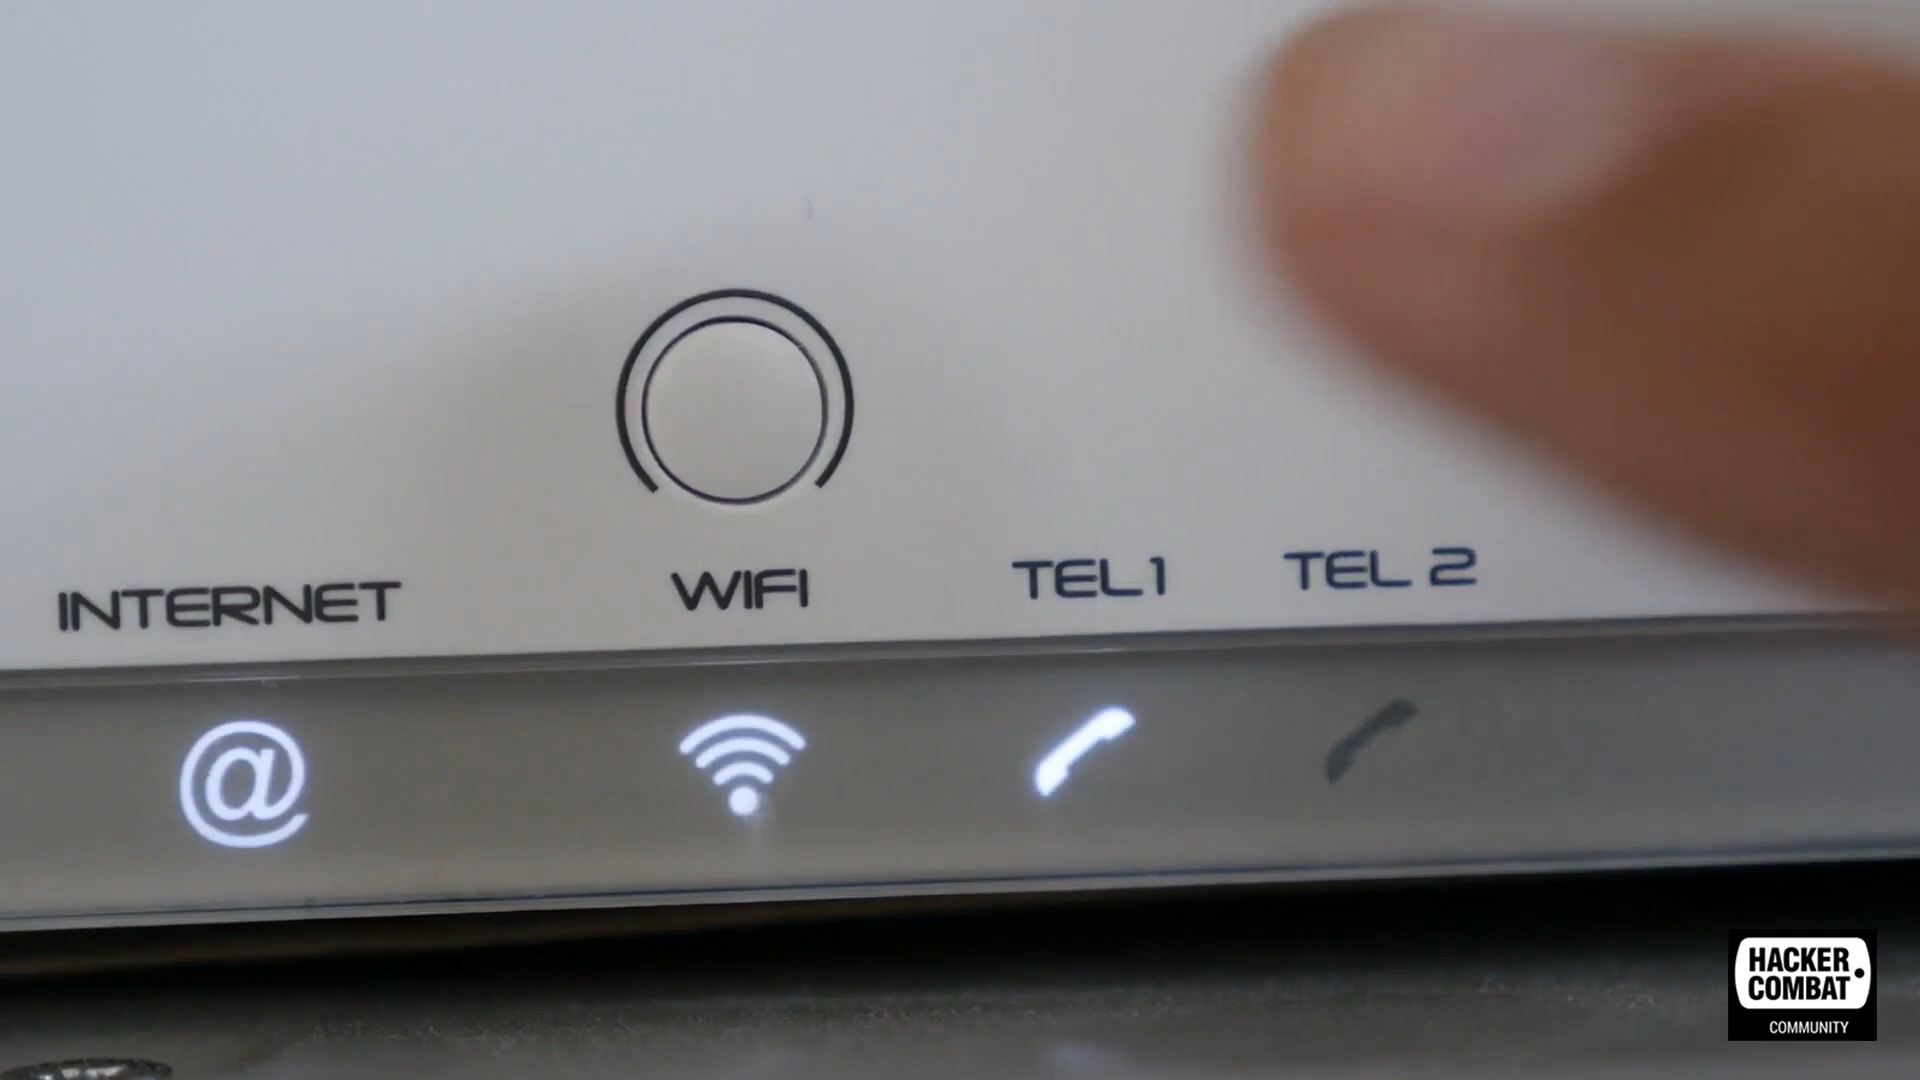 INTERNET
WIFI
TEL 1
TEL 2
@
HACKER
COMBAT
COMMUNITY